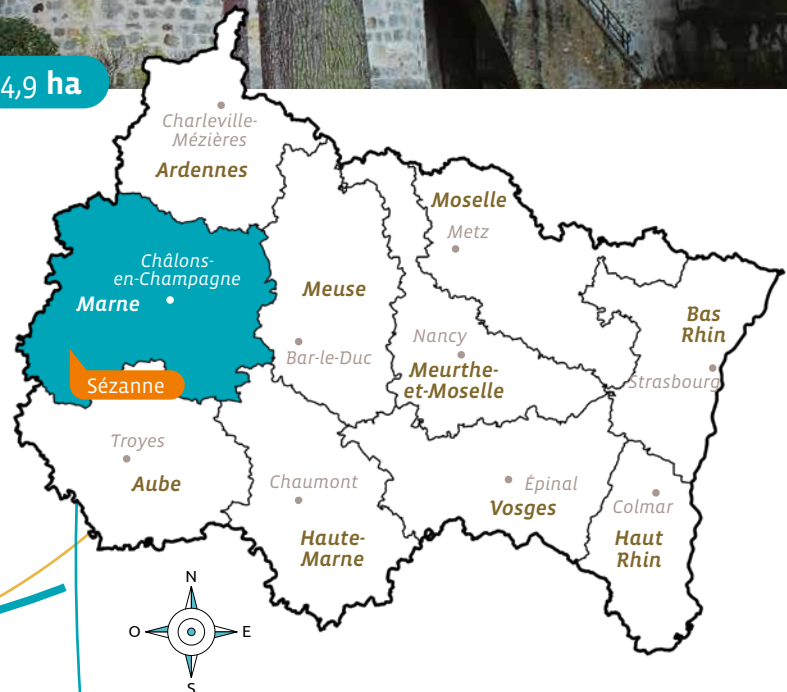 4,9 ha
Charleville-
Mézières
Ardennes
Moselle
Metz
Châlons-
en-Champagne
Marne
Meuse
Bas
Rhin
Nancy
Bar-le-Duc
Meurthe-
et-Moselle
Strasbourg
Sézanne
Troyes
Aube
Chaumont
Épinal
Vosges
Colmar
Haute-
Marne
Haut
Rhin
N
O
E
S